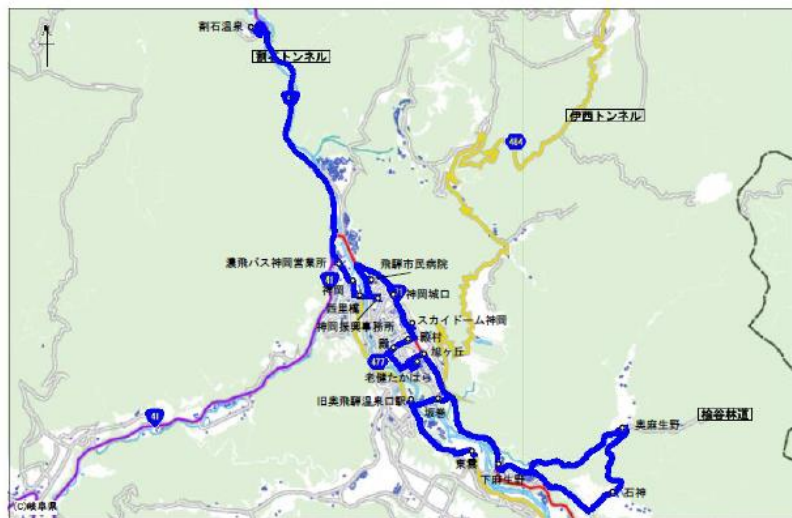 割石温泉
割石トンネル
伊西トンネル
484
濃飛バス神岡営業所
飛騨市民病院
41
神岡
神岡城口
西里橋
スカイドーム神岡
神岡振興事務所
殿村
殿
旭ヶ丘
477
老健たかはら
旧奥飛騨温泉口駅
坂巻
41
奥麻生野
桧谷林道
東雲
下麻生野
石神
(C)岐阜県